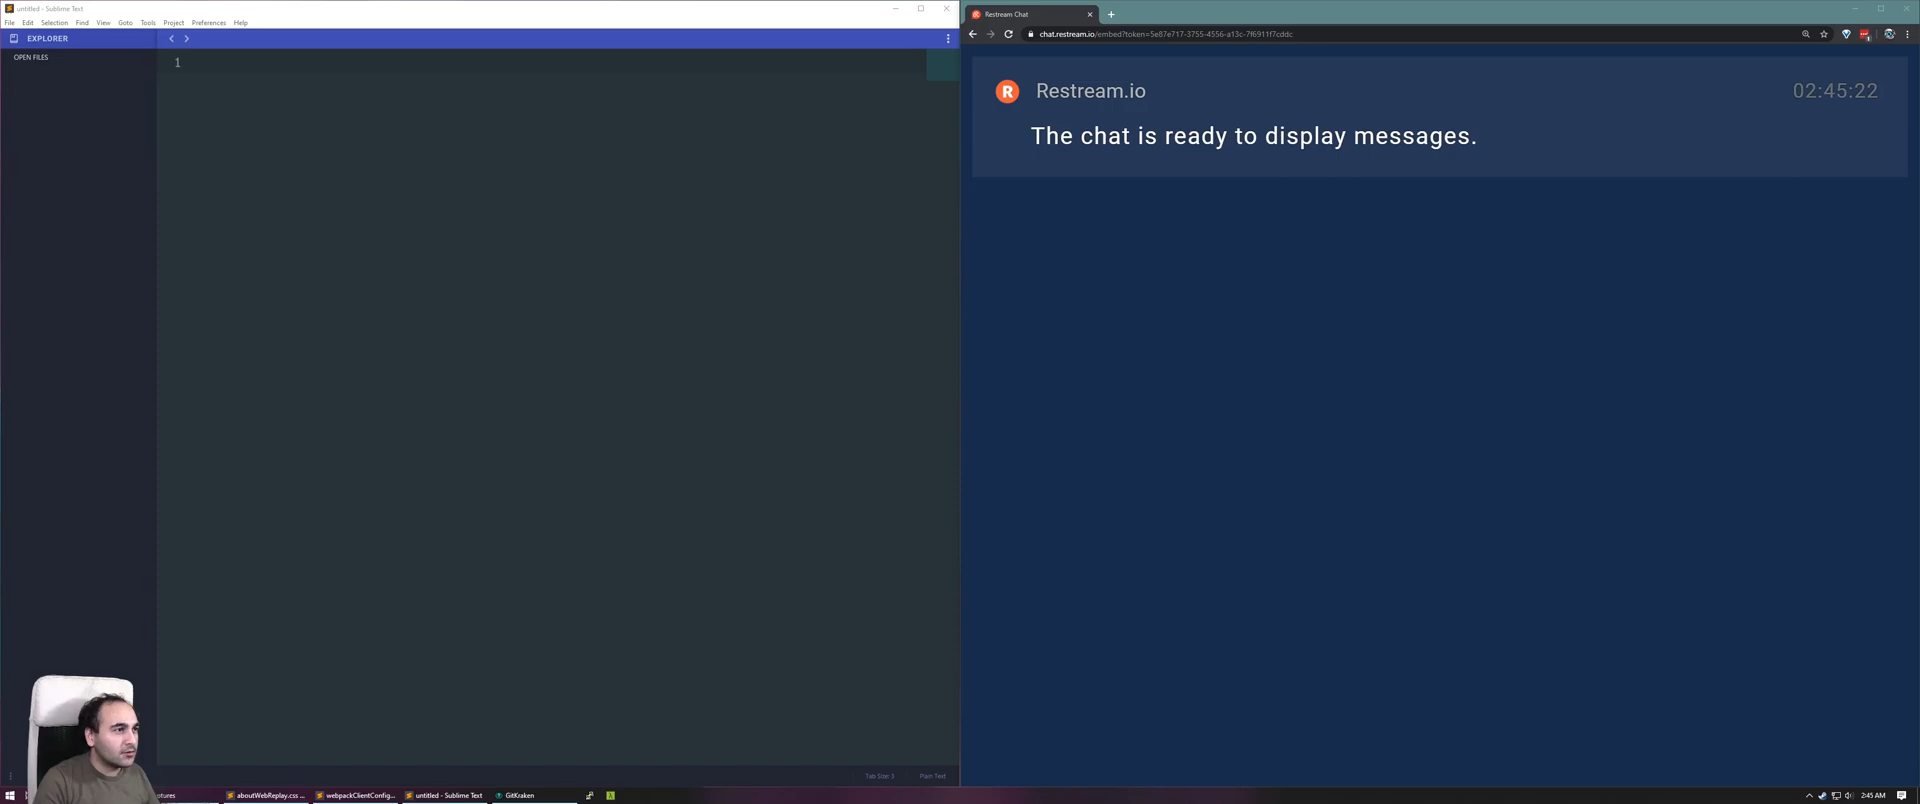 untitled - Sublime Text
File Edit Selection Find View Goto Tools Project Preferences Help
EXPLORER
OPEN FILES
1
Tab Size: 3 Plain Text
Restream Chat
chat.restream.io/embed?token=5e87e717-3755-4556-a13c-7f6911f7cddc
R Restream.io 02:45:22
The chat is ready to display messages.
aboutWebReplay.css ... webpackClientConfig... untitled - Sublime Text GitKraken 2:45 AM